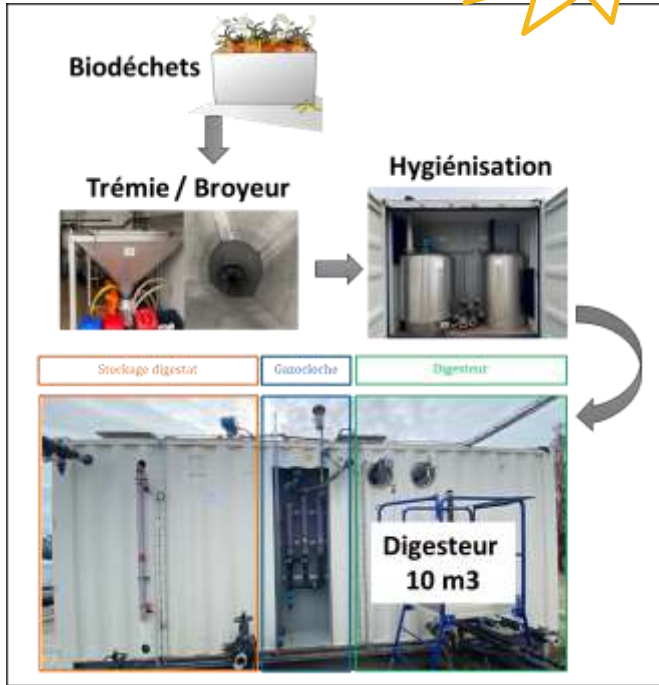 Biodéchets
Trémie / Broyeur
Hygiénisation
Stockage digestat
Gazocloche
Digesteur
Digesteur
10 m3